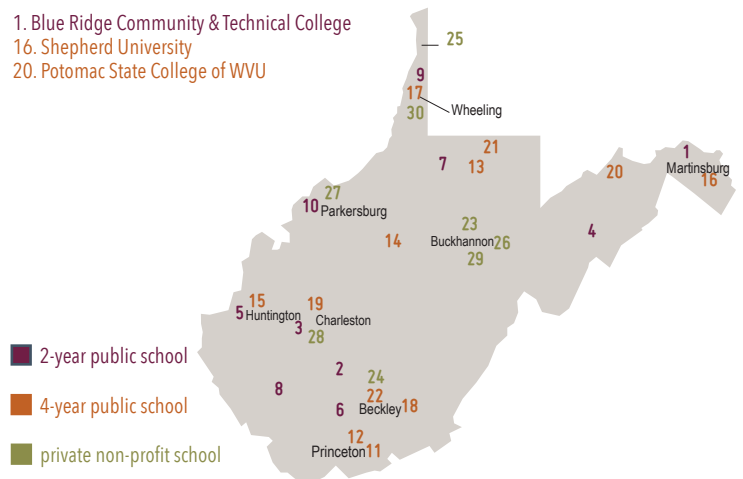 1. Blue Ridge Community & Technical College
16. Shepherd University
20. Potomac State College of WVU
25
9
17
Wheeling
30
21
7
13
1
Martinsburg
20
16
27
10 Parkersburg
23
4
14
Buckhannon 26
29
15
19
5 Huntington
Charleston
3
28
2-year public school
2
24
8
22
18
6
Beckley
4-year public school
12
Princeton 11
private non-profit school